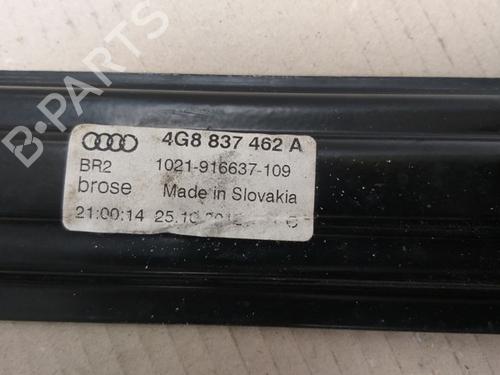 4G8 837 462 A
BR2 1021-916637-109
brose Made in Slovakia
21:00:14
B-PARTS